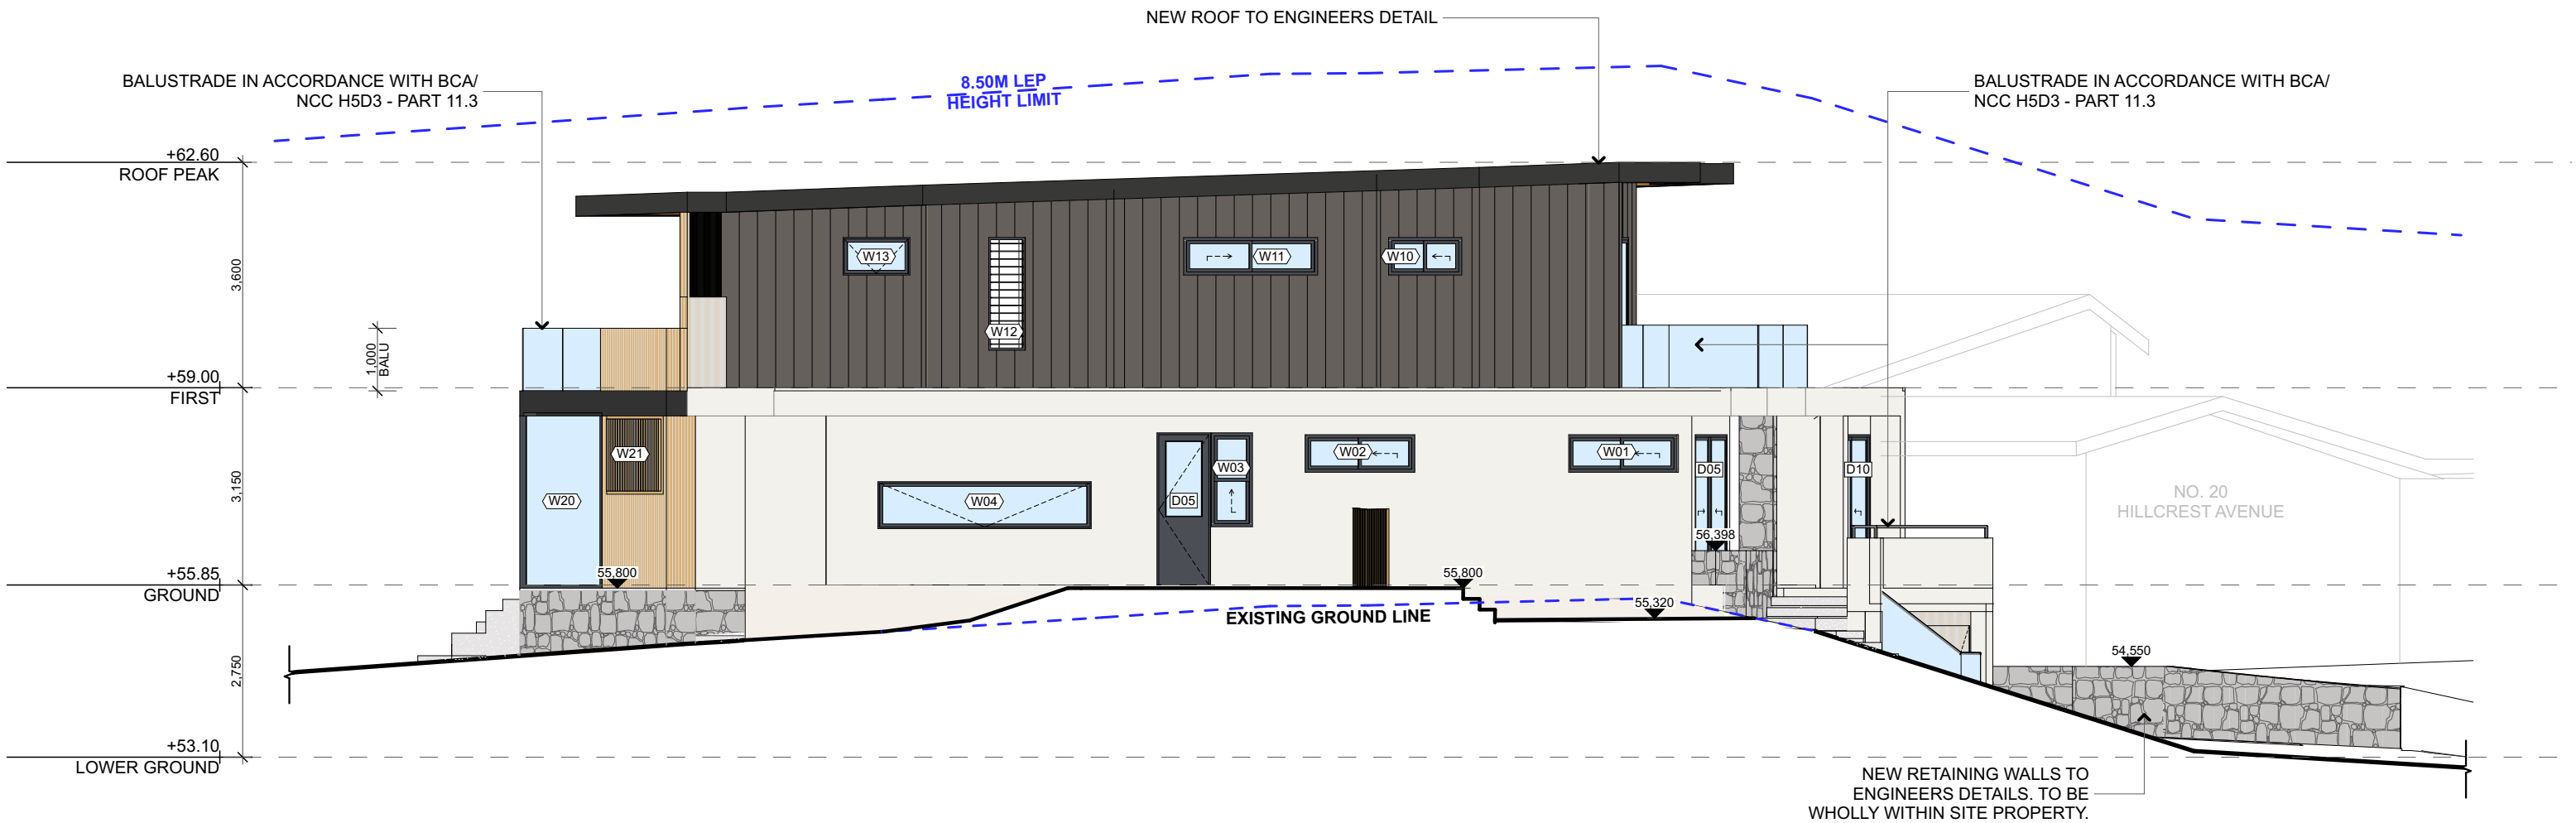 NEW ROOF TO ENGINEERS DETAIL
BALUSTRADE IN ACCORDANCE WITH BCA/
NCC H5D3 - PART 11.3
8.50M LEP
HEIGHT LIMIT
BALUSTRADE IN ACCORDANCE WITH BCA/
NCC H5D3 - PART 11.3
+62.60
ROOF PEAK
3,600
W13
W12
W11
W10
1,000
BALU
+59.00
FIRST
3,150
W20
W21
W04
D05
W03
W02
W01
D05
D10
56,398
NO. 20
HILLCREST AVENUE
+55.85
GROUND
55,800
55,800
55,320
EXISTING GROUND LINE
2,750
54,550
+53.10
LOWER GROUND
NEW RETAINING WALLS TO
ENGINEERS DETAILS. TO BE
WHOLLY WITHIN SITE PROPERTY.